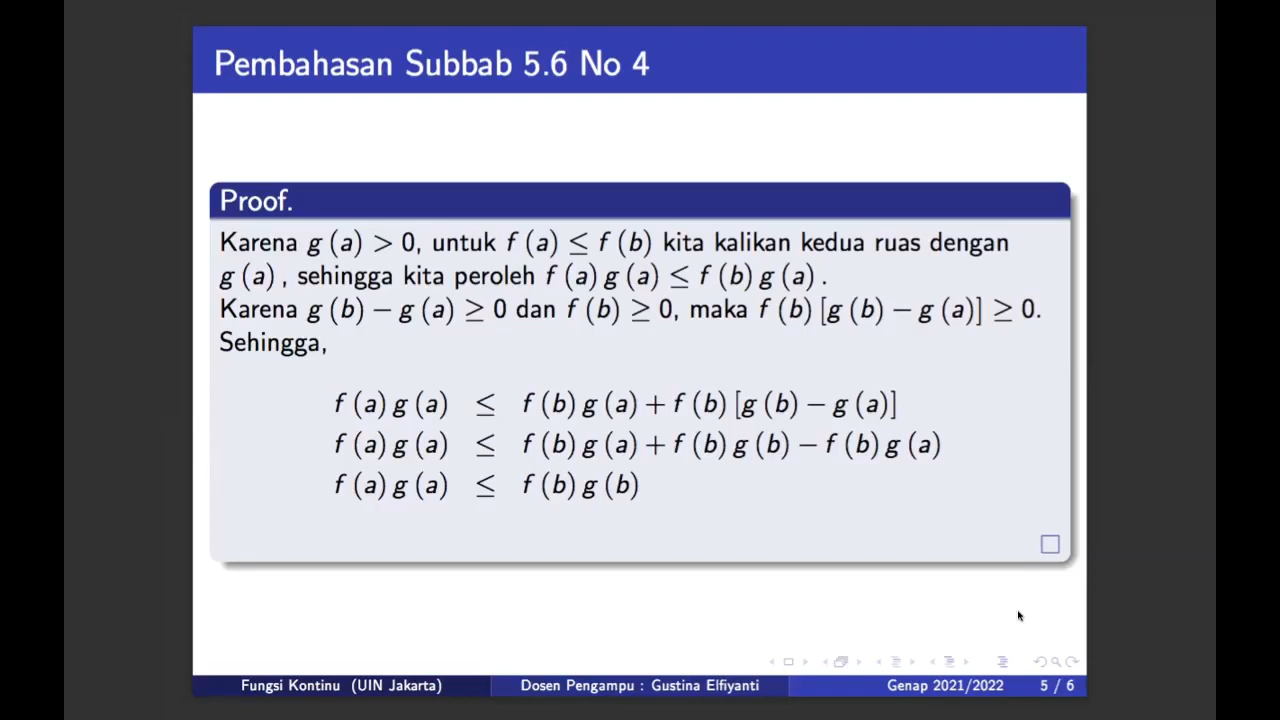 Pembahasan Subbab 5.6 No 4
Proof.
Karena g (a) > 0, untuk f (a) ≤ f (b) kita kalikan kedua ruas dengan
g (a) , sehingga kita peroleh f (a) g (a) ≤ f (b) g (a) .
Karena g (b) − g (a) ≥ 0 dan f (b) ≥ 0, maka f (b) [g (b) − g (a)] ≥ 0.
Sehingga,
f (a) g (a) ≤ f (b) g (a) + f (b) [g (b) − g (a)]
f (a) g (a) ≤ f (b) g (a) + f (b) g (b) − f (b) g (a)
f (a) g (a) ≤ f (b) g (b)
Fungsi Kontinu (UIN Jakarta) Dosen Pengampu : Gustina Elfiyanti Genap 2021/2022 5 / 6